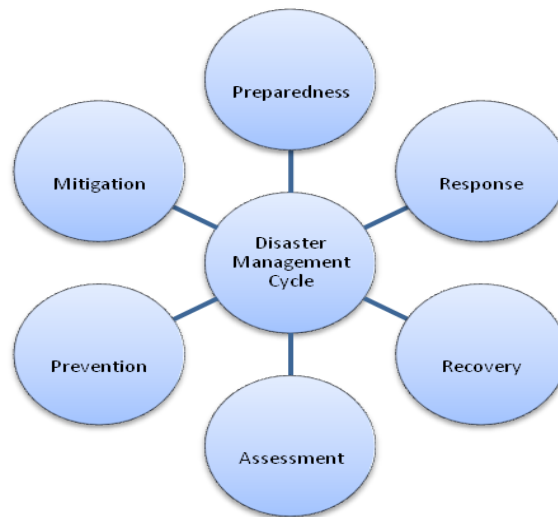 Preparedness
Mitigation
Response
Disaster
Management
Cycle
Prevention
Recovery
Assessment